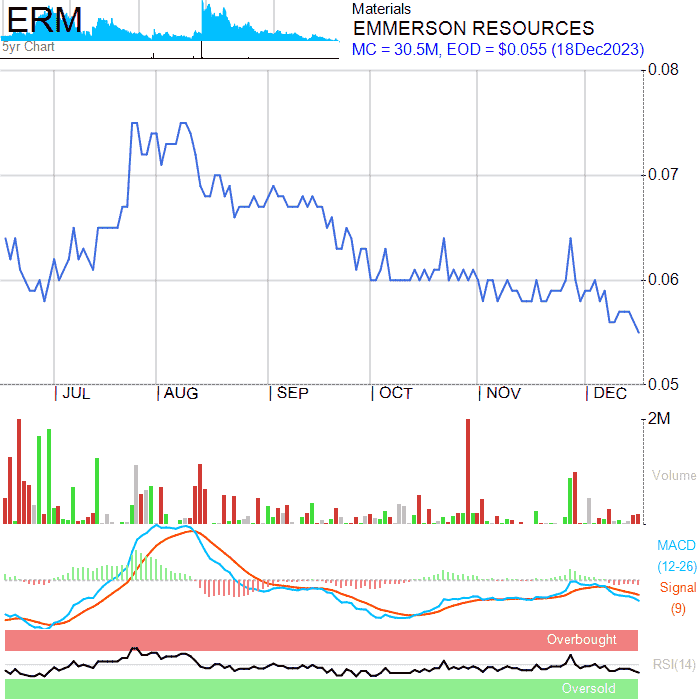 ERM
5yr Chart
Materials
EMMERSON RESOURCES
MC = 30.5M, EOD = $0.055 (18Dec2023)
0.08
0.07
0.06
0.05
JUL AUG SEP OCT NOV DEC
2M
Volume
MACD
(12-26)
Signal
(9)
Overbought
RSI(14)
Oversold